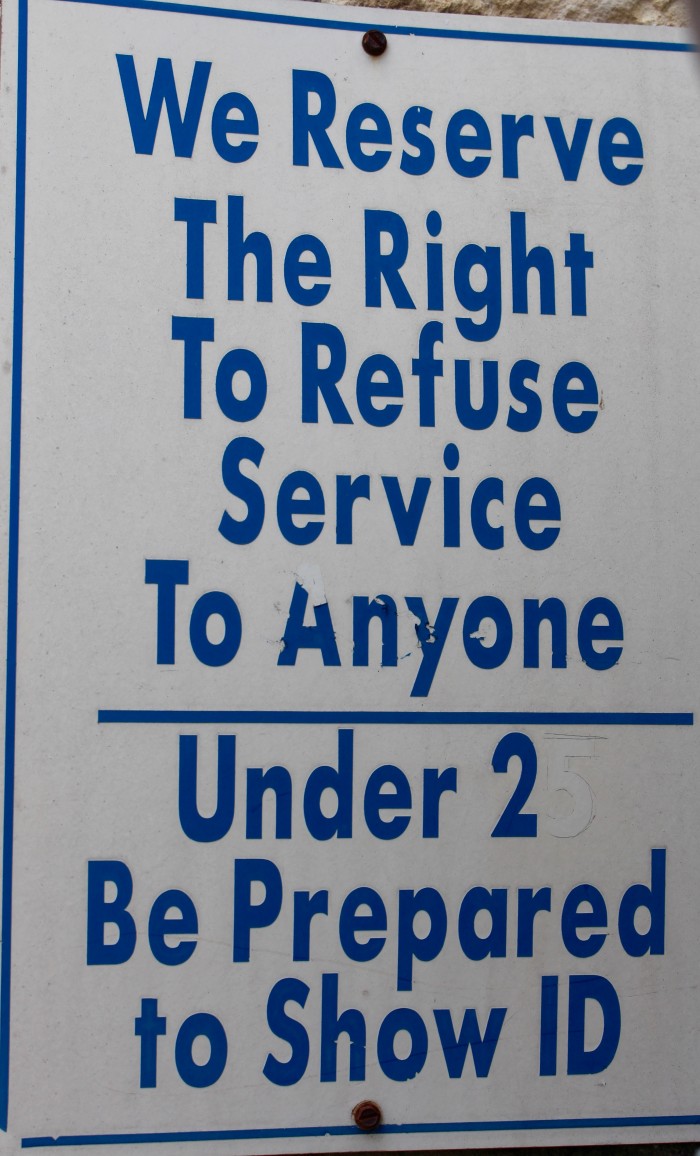 We Reserve
The Right
To Refuse
Service
To Anyone
Under 25
Be Prepared
to Show ID